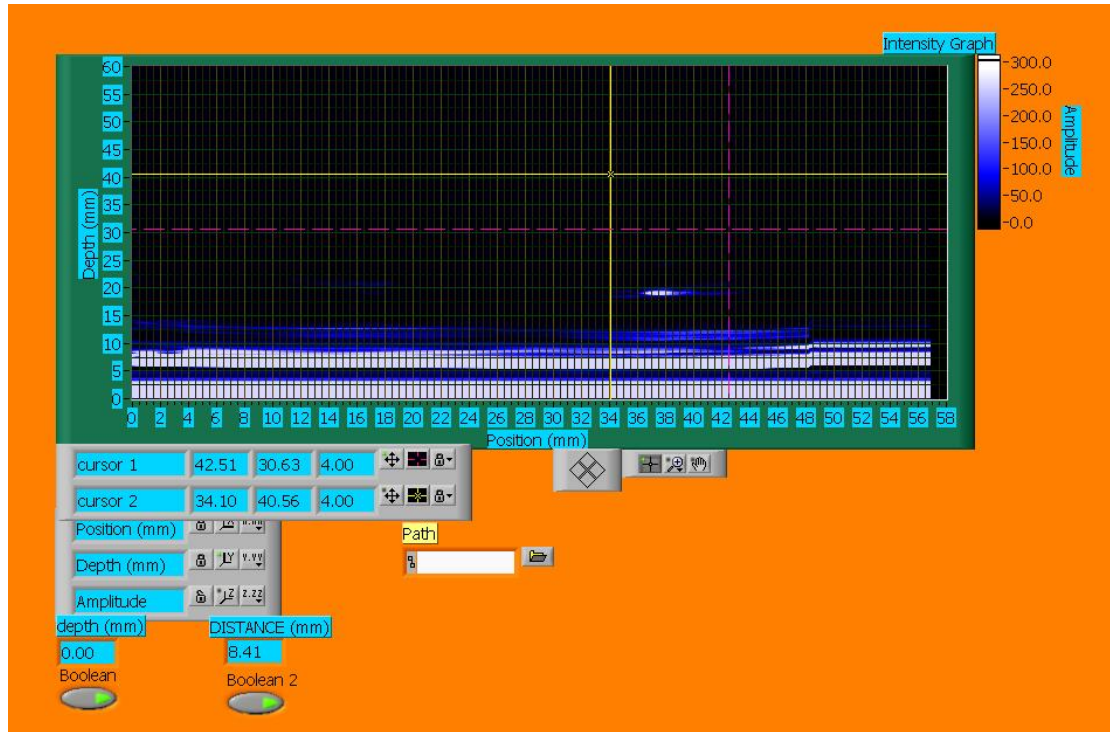 Intensity Graph
60
55
50
45
40
35
30
25
20
15
10
5
0
Depth (mm)
0 2 4 6 8 10 12 14 16 18 20 22 24 26 28 30 32 34 36 38 40 42 44 46 48 50 52 54 56 58
Position (mm)
300.0
250.0
200.0
150.0
100.0
50.0
0.0
Amplitude
cursor 1 42.51 30.63 4.00
cursor 2 34.10 40.56 4.00
Position (mm)
Depth (mm) Y Y.YY
Amplitude Z Z.ZZ
Path
depth (mm) DISTANCE (mm)
0.00 8.41
Boolean Boolean 2